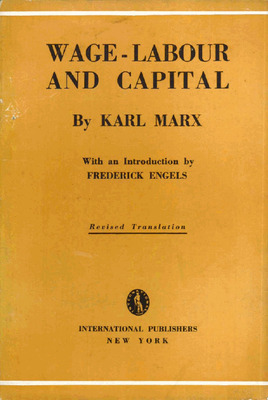 WAGE-LABOUR
AND CAPITAL
By KARL MARX
With an Introduction by
FREDERICK ENGELS
Revised Translation
INTERNATIONAL PUBLISHERS
NEW YORK